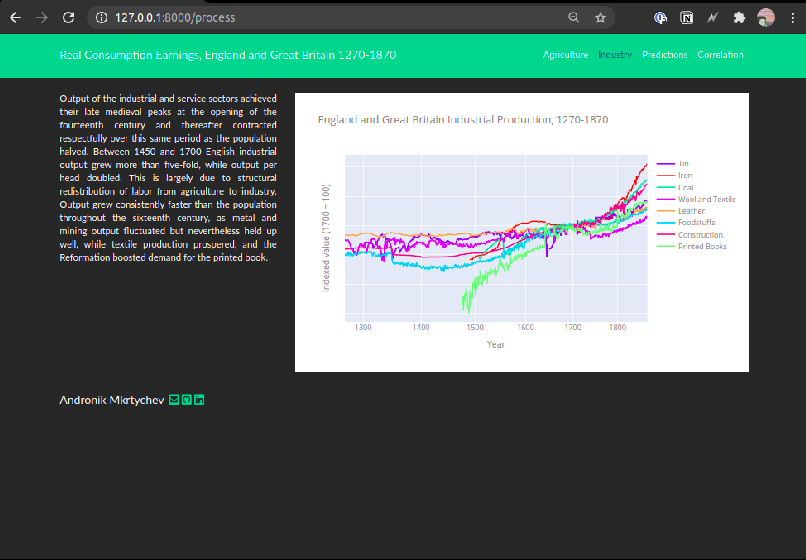 127.0.0.1:8000/process
Real Consumption Earnings, England and Great Britain 1270-1870
Agriculture Industry Predictions Correlation
Output of the industrial and service sectors achieved
their late medieval peaks at the opening of the
fourteenth century and thereafter contracted
respectfully over this same period as the population
halved. Between 1450 and 1700 English industrial
output grew more than five-fold, while output per
head doubled. This is largely due to structural
redistribution of labor from agriculture to industry.
Output grew consistently faster than the population
throughout the sixteenth century, as metal and
mining output fluctuated but nevertheless held up
well, while textile production prospered, and the
Reformation boosted demand for the printed book.
England and Great Britain Industrial Production, 1270-1870
Indexed value (1700 = 100)
Tin
Iron
Coal
Wool and Textile
Leather
Foodstuffs
Construction
Printed Books
1300 1400 1500 1600 1700 1800
Year
Andronik Mkrtychev